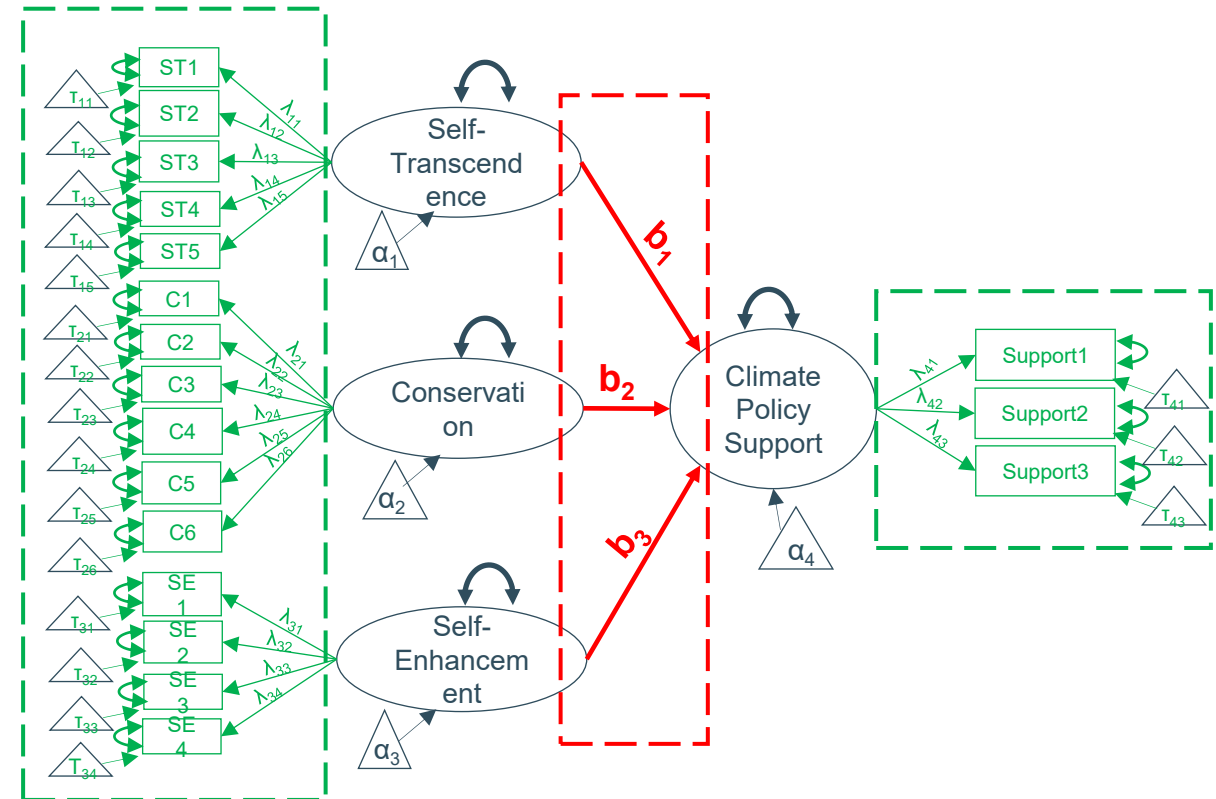 ST1
ST2
ST3
ST4
ST5
τ₁₁
τ₁₂
τ₁₃
τ₁₄
τ₁₅
λ₁₁
λ₁₂
λ₁₃
λ₁₄
λ₁₅
Self-
Transcend
ence
α₁
C1
C2
C3
C4
C5
C6
τ₂₁
τ₂₂
τ₂₃
τ₂₄
τ₂₅
τ₂₆
λ₂₁
λ₂₂
λ₂₃
λ₂₄
λ₂₅
λ₂₆
Conservati
on
α₂
SE
1
SE
2
SE
3
SE
4
τ₃₁
τ₃₂
τ₃₃
T₃₄
λ₃₁
λ₃₂
λ₃₃
λ₃₄
Self-
Enhancem
ent
α₃
b₁
b₂
b₃
Climate
Policy
Support
α₄
λ₄₁
λ₄₂
λ₄₃
Support1
Support2
Support3
τ₄₁
τ₄₂
τ₄₃